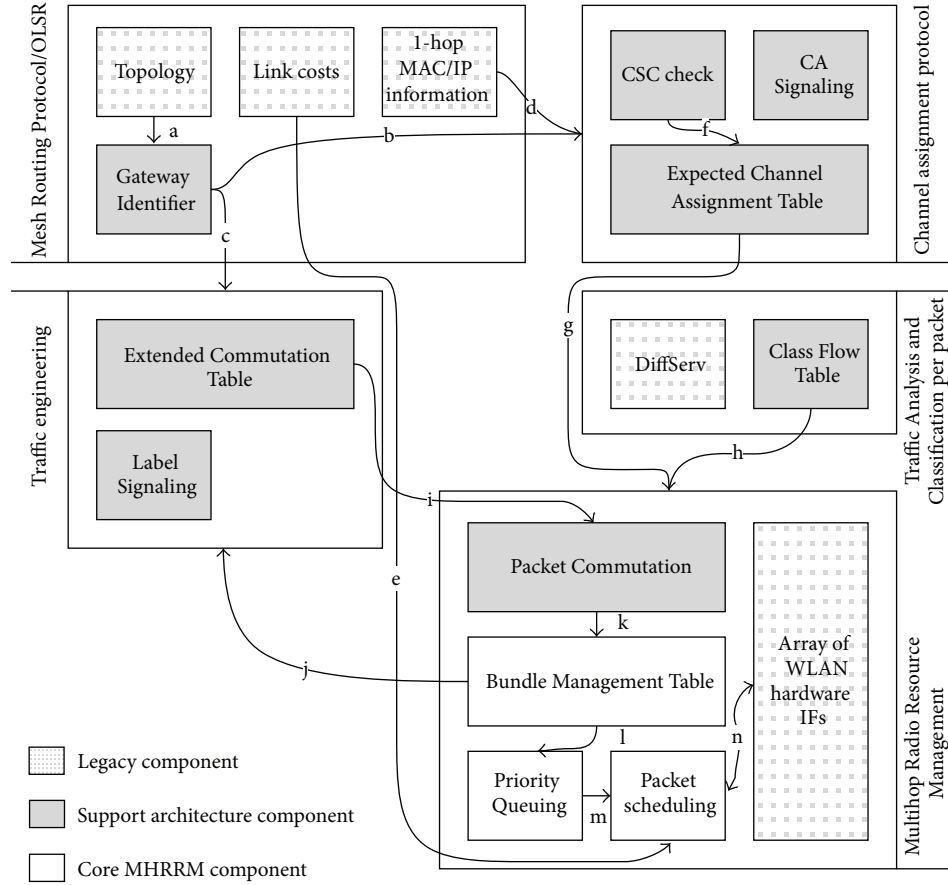 Mesh Routing Protocol/OLSR
Topology
Link costs
1-hop
MAC/IP
information
a
b
c
d
Gateway
Identifier
Channel assignment protocol
CSC check
CA
Signaling
f
Expected Channel
Assignment Table
Traffic engineering
Extended Commutation
Table
Label
Signaling
g
Traffic Analysis and
Classification per packet
DiffServ
Class Flow
Table
h
i
e
j
Multihop Radio Resource
Management
Packet Commutation
k
Bundle Management Table
l
Priority
Queuing
m
Packet
scheduling
n
Array of
WLAN
hardware
IFs
Legacy component
Support architecture component
Core MHRRM component